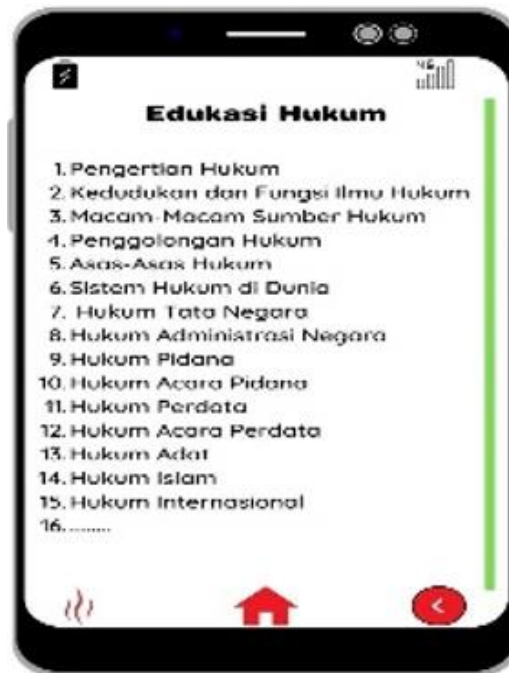 4G
Edukasi Hukum
1. Pengertian Hukum
2. Kedudukan dan Fungsi Ilmu Hukum
3. Macam-Macam Sumber Hukum
4. Penggolongan Hukum
5. Asas-Asas Hukum
6. Sistem Hukum di Dunia
7. Hukum Tata Negara
8. Hukum Administrasi Negara
9. Hukum Pidana
10. Hukum Acara Pidana
11. Hukum Perdata
12. Hukum Acara Perdata
13. Hukum Adat
14. Hukum Islam
15. Hukum Internasional
16.........